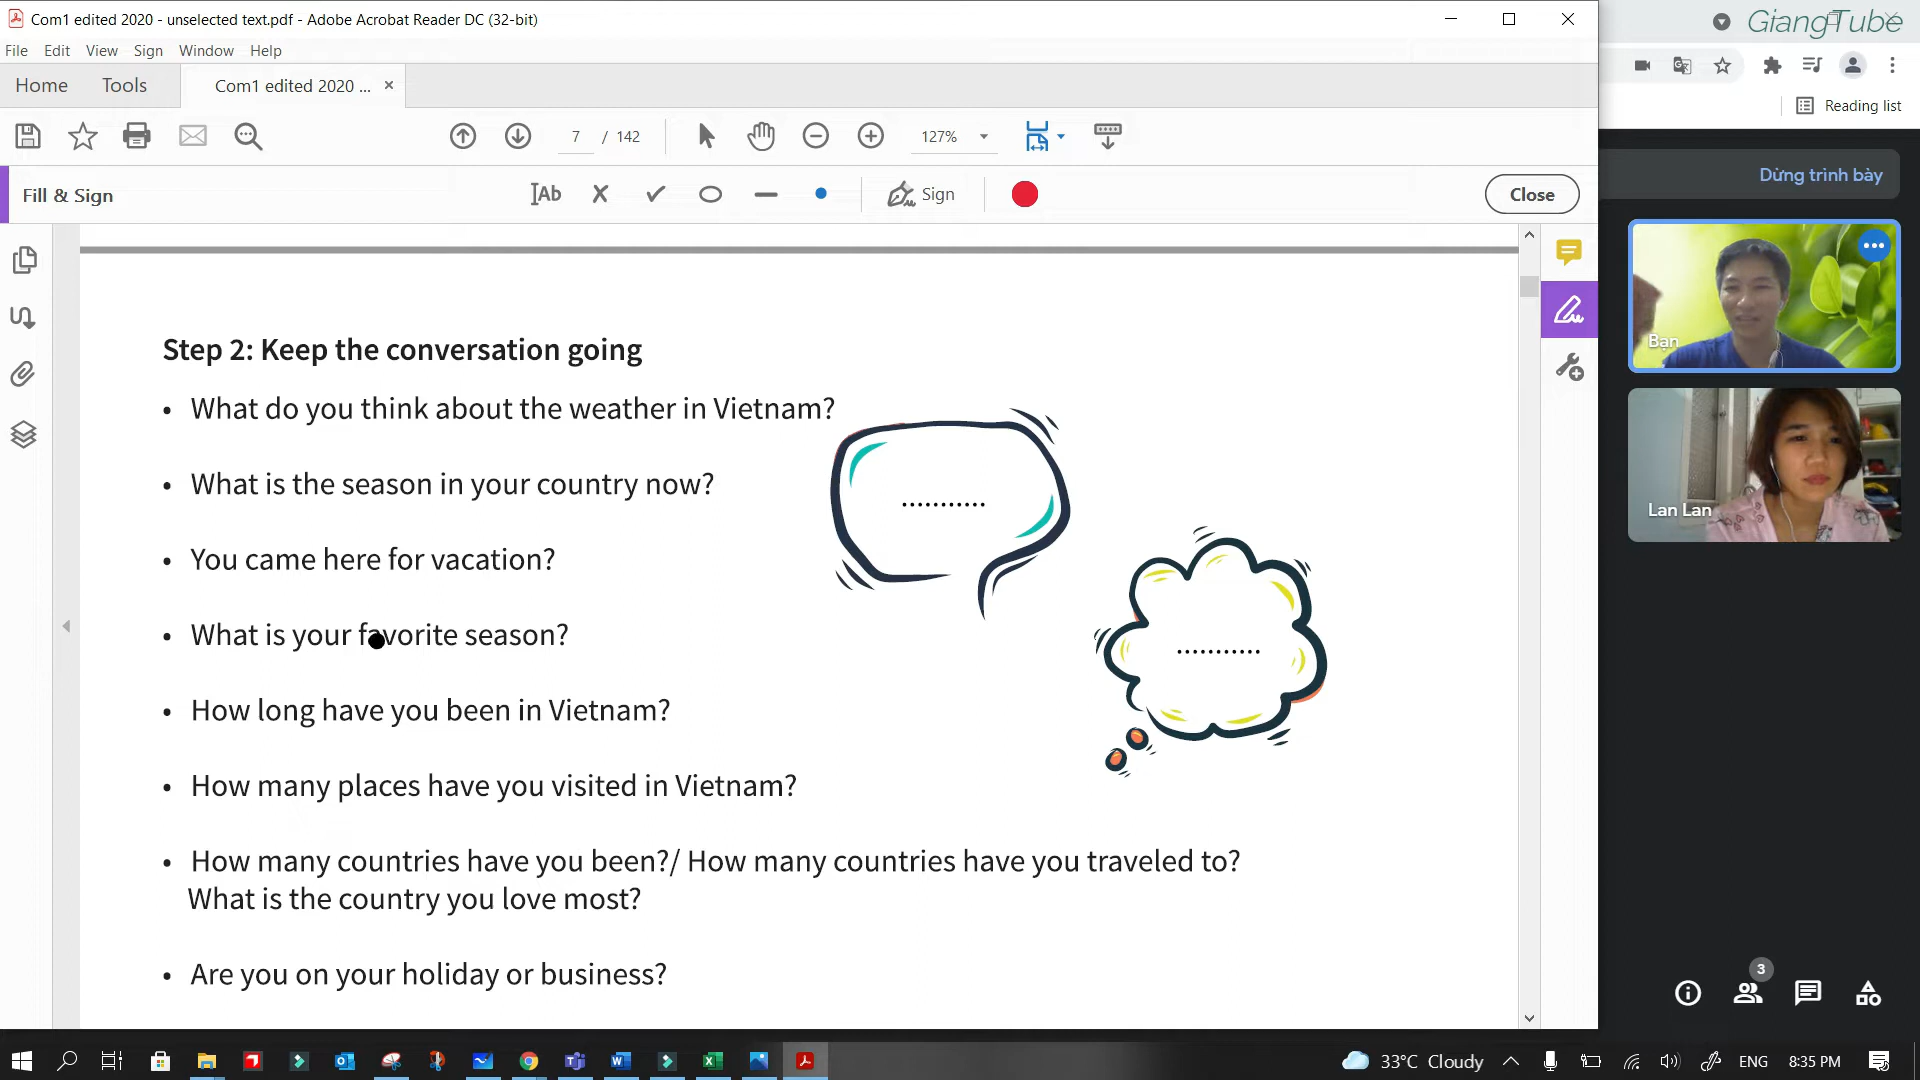 Com1 edited 2020 - unselected text.pdf - Adobe Acrobat Reader DC (32-bit)
GiangTube
File Edit View Sign Window Help
Home Tools Com1 edited 2020 ... ×
Reading list
7 / 142 127%
Dừng trình bày
Fill & Sign Ab Sign Close
Step 2: Keep the conversation going
• What do you think about the weather in Vietnam?
• What is the season in your country now?
...........
• You came here for vacation?
• What is your favorite season?
...........
• How long have you been in Vietnam?
• How many places have you visited in Vietnam?
• How many countries have you been?/ How many countries have you traveled to?
What is the country you love most?
• Are you on your holiday or business?
Bạn
Lan Lan
3
33°C Cloudy ENG 8:35 PM